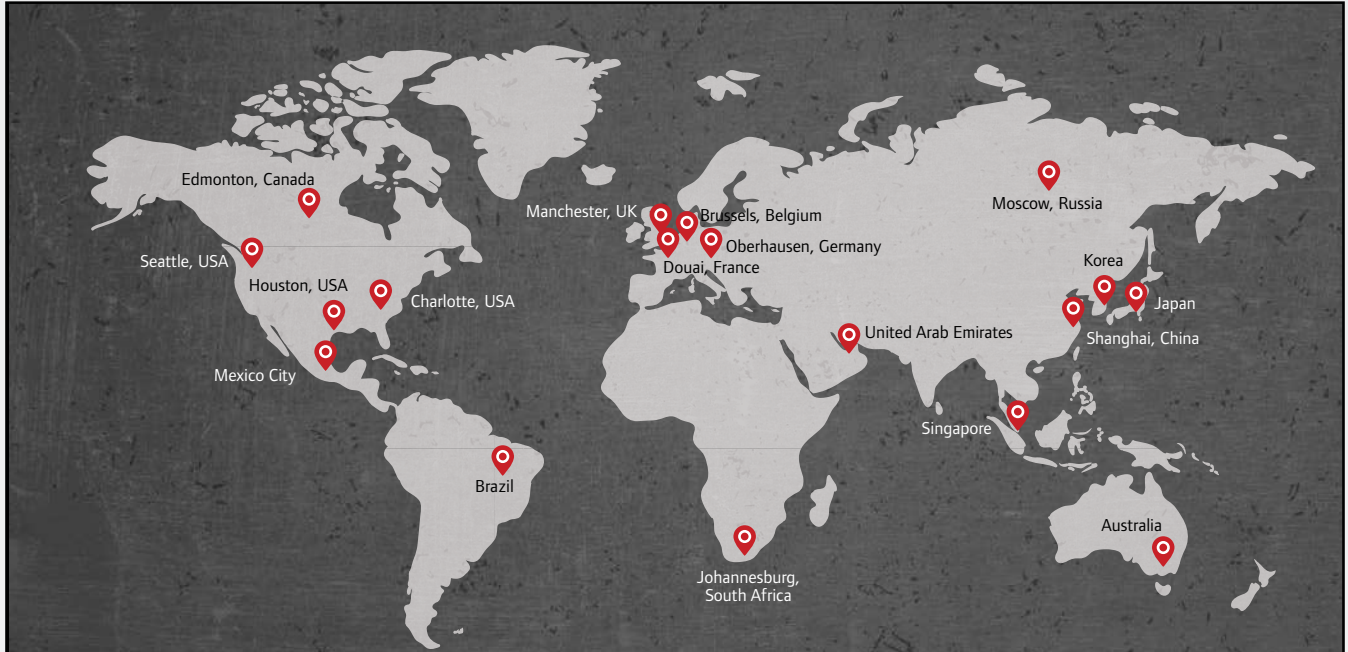 Edmonton, Canada
Seattle, USA
Houston, USA
Charlotte, USA
Mexico City
Brazil
Manchester, UK
Brussels, Belgium
Oberhausen, Germany
Douai, France
United Arab Emirates
Johannesburg,
South Africa
Moscow, Russia
Korea
Japan
Shanghai, China
Singapore
Australia